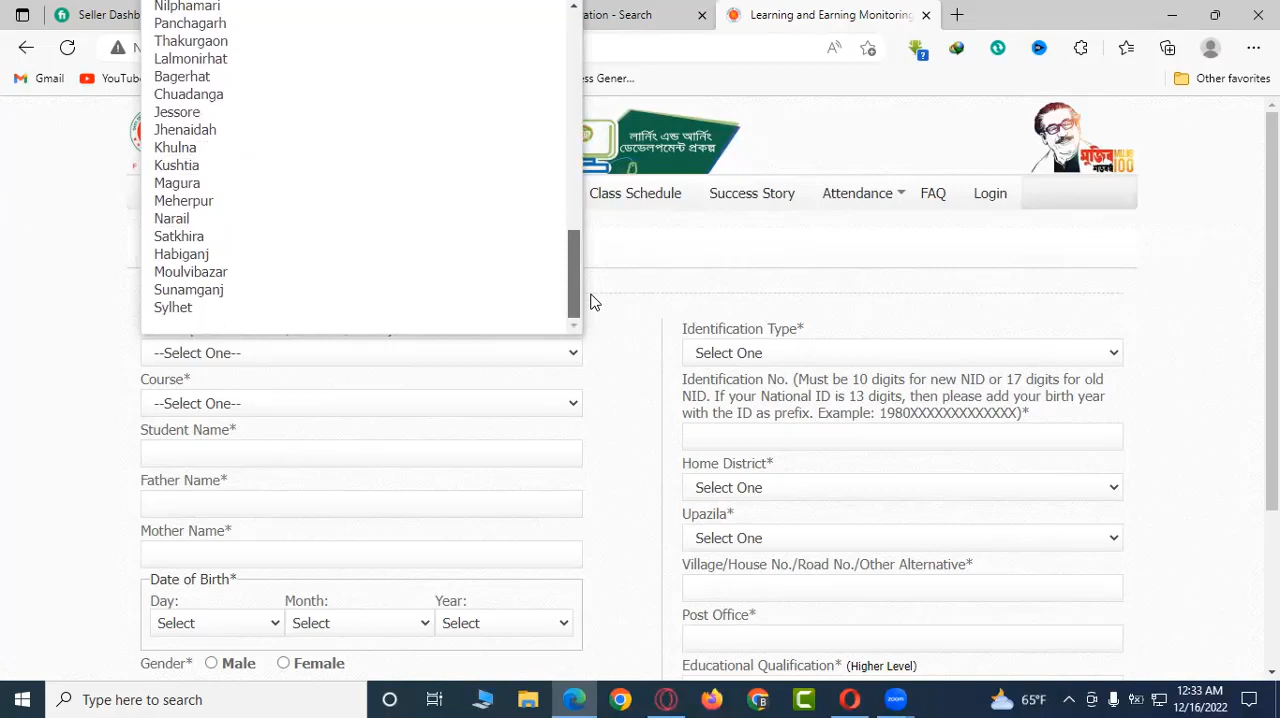 Seller Dashb
ation - Search
Learning and Earning Monitoring
Gmail
YouTube
ess Gener...
Other favorites
Nilphamari
Panchagarh
Thakurgaon
Lalmonirhat
Bagerhat
Chuadanga
Jessore
Jhenaidah
Khulna
Kushtia
Magura
Meherpur
Narail
Satkhira
Habiganj
Moulvibazar
Sunamganj
Sylhet
লার্নিং এন্ড আর্নিং
ডেভেলপমেন্ট প্রকল্প
মুজিব
শতবর্ষ
100
Class Schedule
Success Story
Attendance
FAQ
Login
--Select One--
Course*
--Select One--
Student Name*
Father Name*
Mother Name*
Date of Birth*
Day:
Month:
Year:
Select
Select
Select
Gender*
Male
Female
Identification Type*
Select One
Identification No. (Must be 10 digits for new NID or 17 digits for old
NID. If your National ID is 13 digits, then please add your birth year
with the ID as prefix. Example: 1980XXXXXXXXXXXXX)*
Home District*
Select One
Upazila*
Select One
Village/House No./Road No./Other Alternative*
Post Office*
Educational Qualification* (Higher Level)
Type here to search
65°F
12:33 AM
12/16/2022